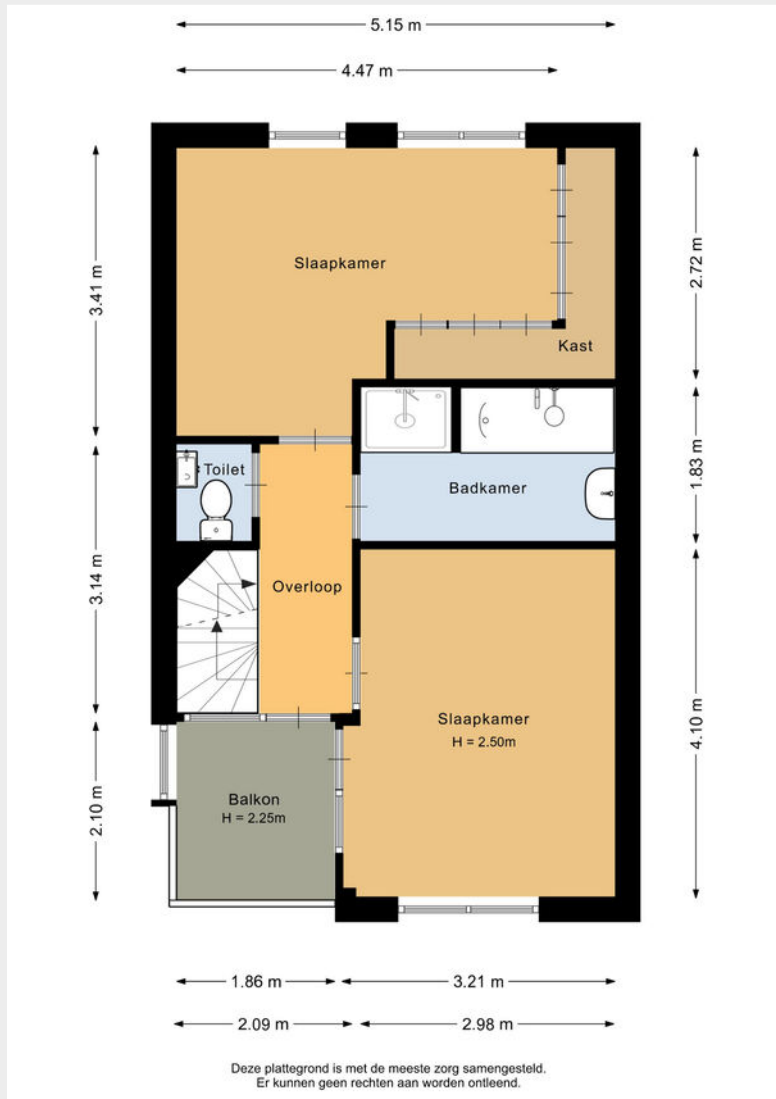 5.15 m
4.47 m
3.41 m
Slaapkamer
2.72 m
Kast
Toilet
Badkamer
1.83 m
3.14 m
Overloop
Slaapkamer
H = 2.50m
4.10 m
Balkon
H = 2.25m
2.10 m
1.86 m
3.21 m
2.09 m
2.98 m
Deze plattegrond is met de meeste zorg samengesteld.
Er kunnen geen rechten aan worden ontleend.